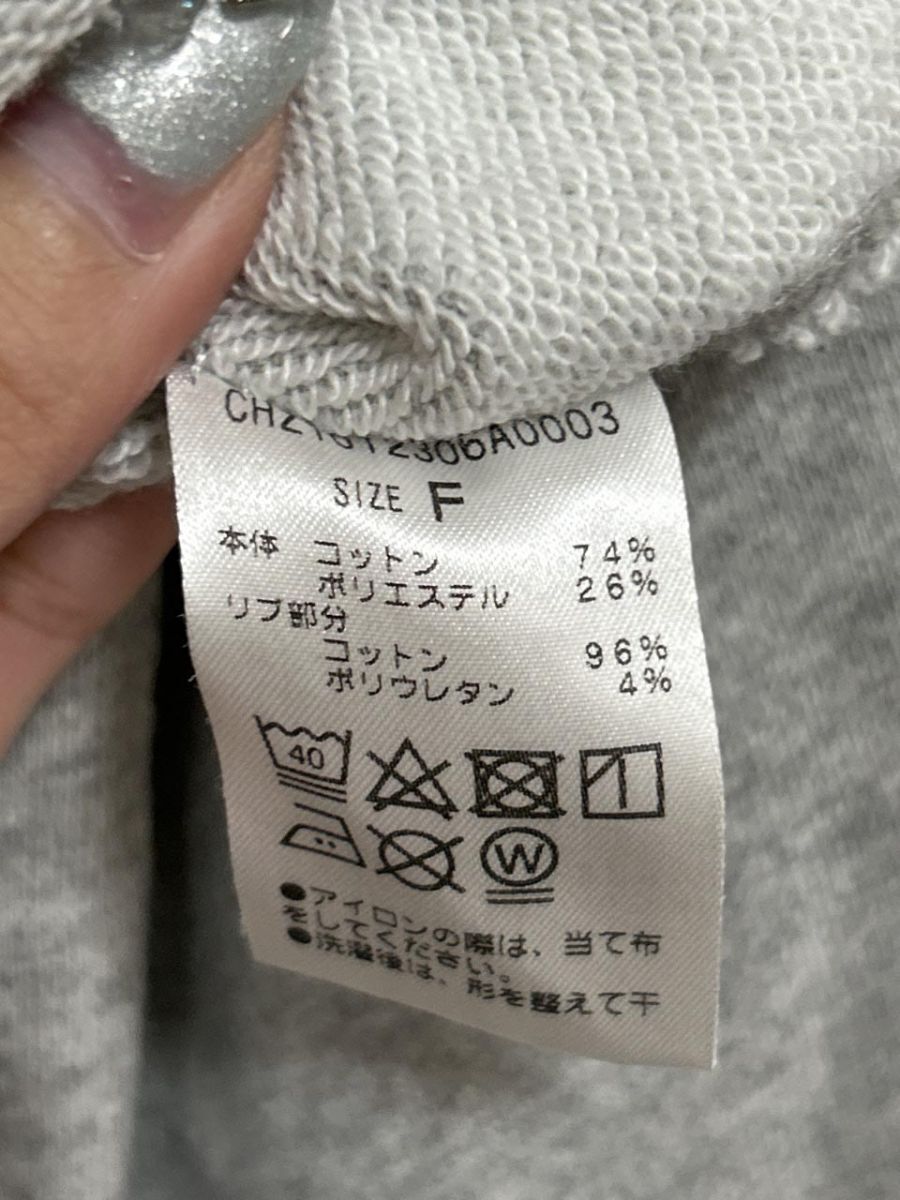 SIZE F
本体 コットン 74%
ポリエステル 26%
リブ部分
コットン 96%
ポリウレタン 4%
40
W
●アイロンの際は、当て布
をしてください。
●洗濯後は、形を整えて干